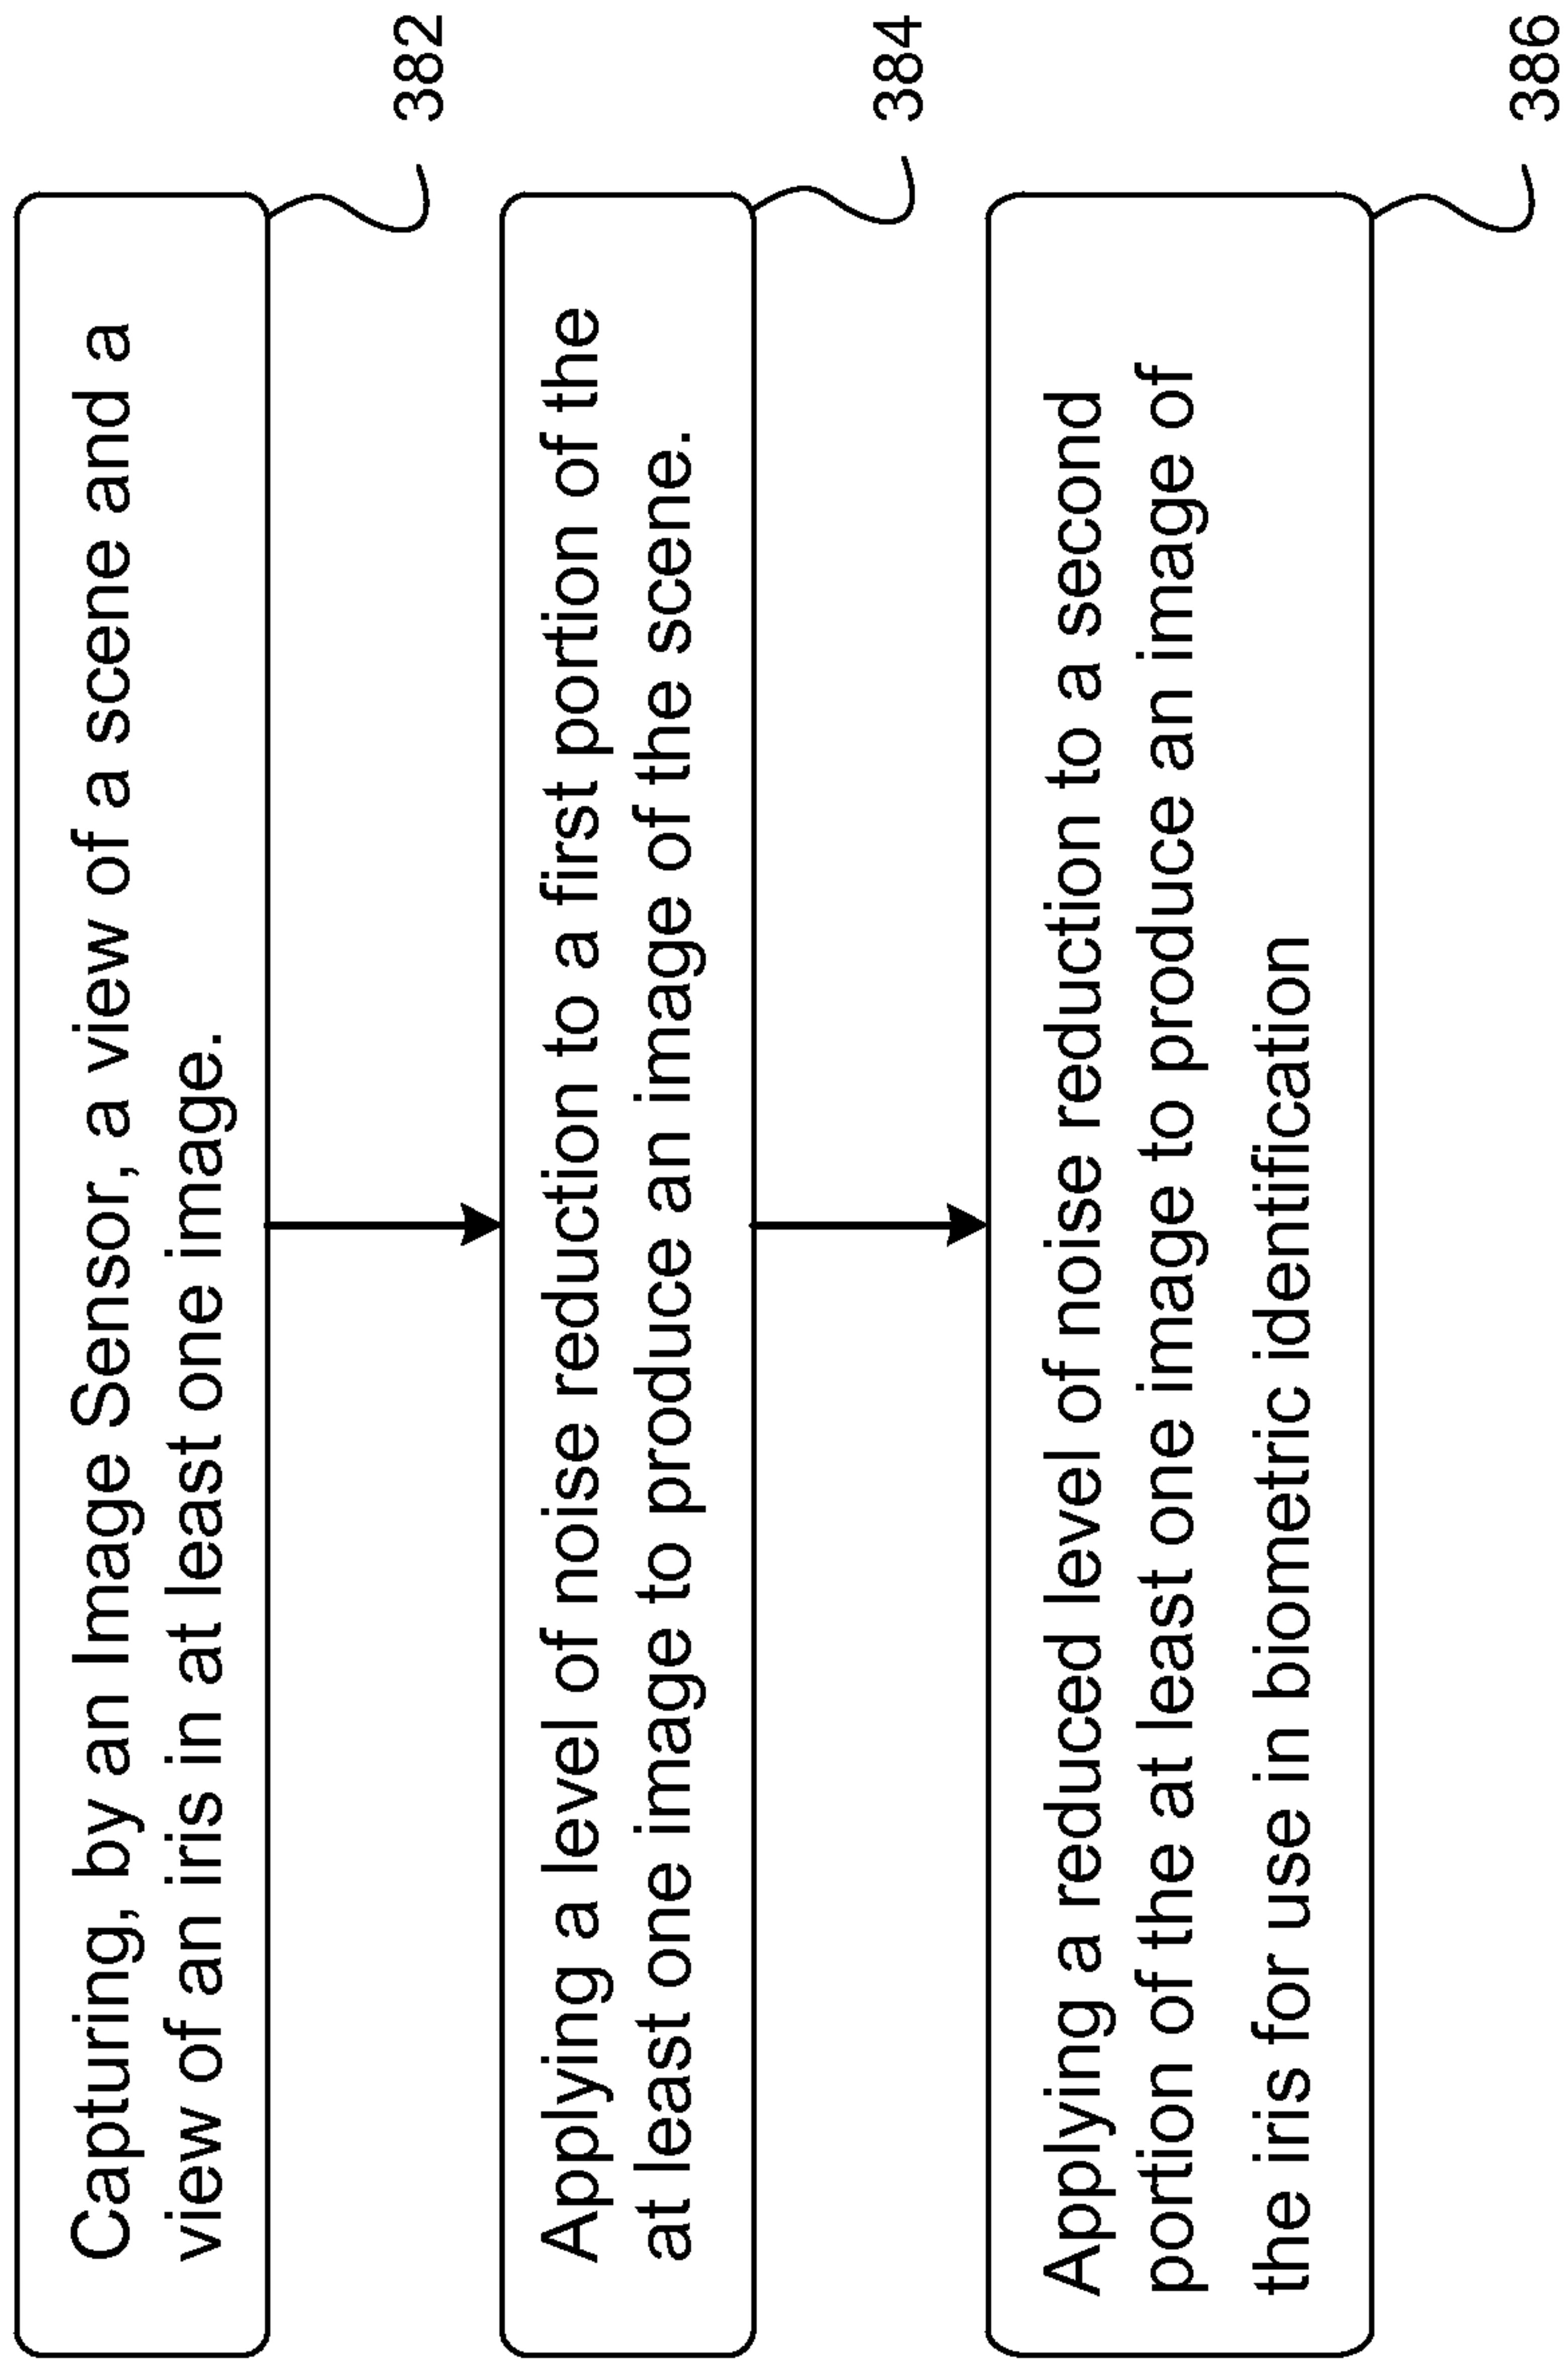 Capturing, by an Image Sensor, a view of a scene and a
view of an iris in at least one image.
382
Applying a level of noise reduction to a first portion of the
at least one image to produce an image of the scene.
384
Applying a reduced level of noise reduction to a second
portion of the at least one image to produce an image of
the iris for use in biometric identification
386